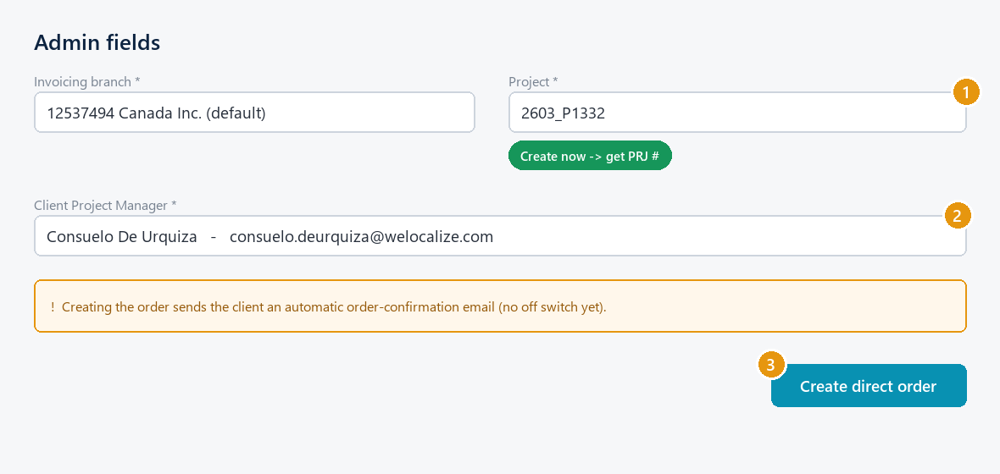 Admin fields
Invoicing branch *
Project *
1
12537494 Canada Inc. (default)
2603_P1332
Create now -> get PRJ #
Client Project Manager *
2
Consuelo De Urquiza - consuelo.deurquiza@welocalize.com
! Creating the order sends the client an automatic order-confirmation email (no off switch yet).
3
Create direct order